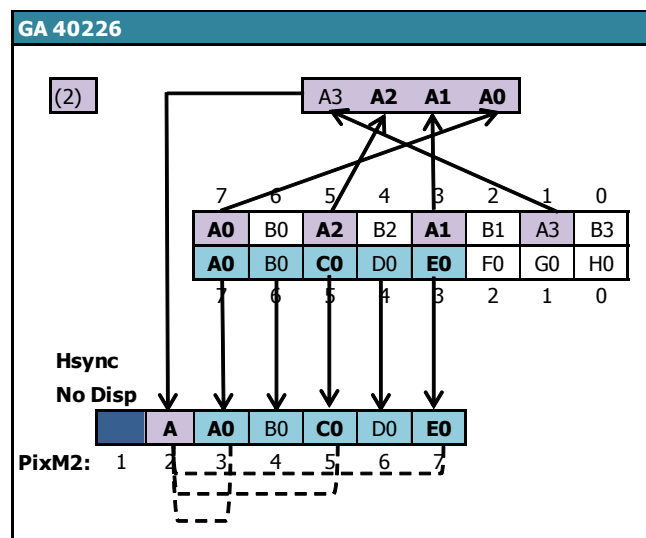 GA 40226
(2)
A3 A2 A1 A0
7 6 5 4 3 2 1 0
A0 B0 A2 B2 A1 B1 A3 B3
A0 B0 C0 D0 E0 F0 G0 H0
7 6 5 4 3 2 1 0
Hsync
No Disp
A A0 B0 C0 D0 E0
PixM2: 1 2 3 4 5 6 7